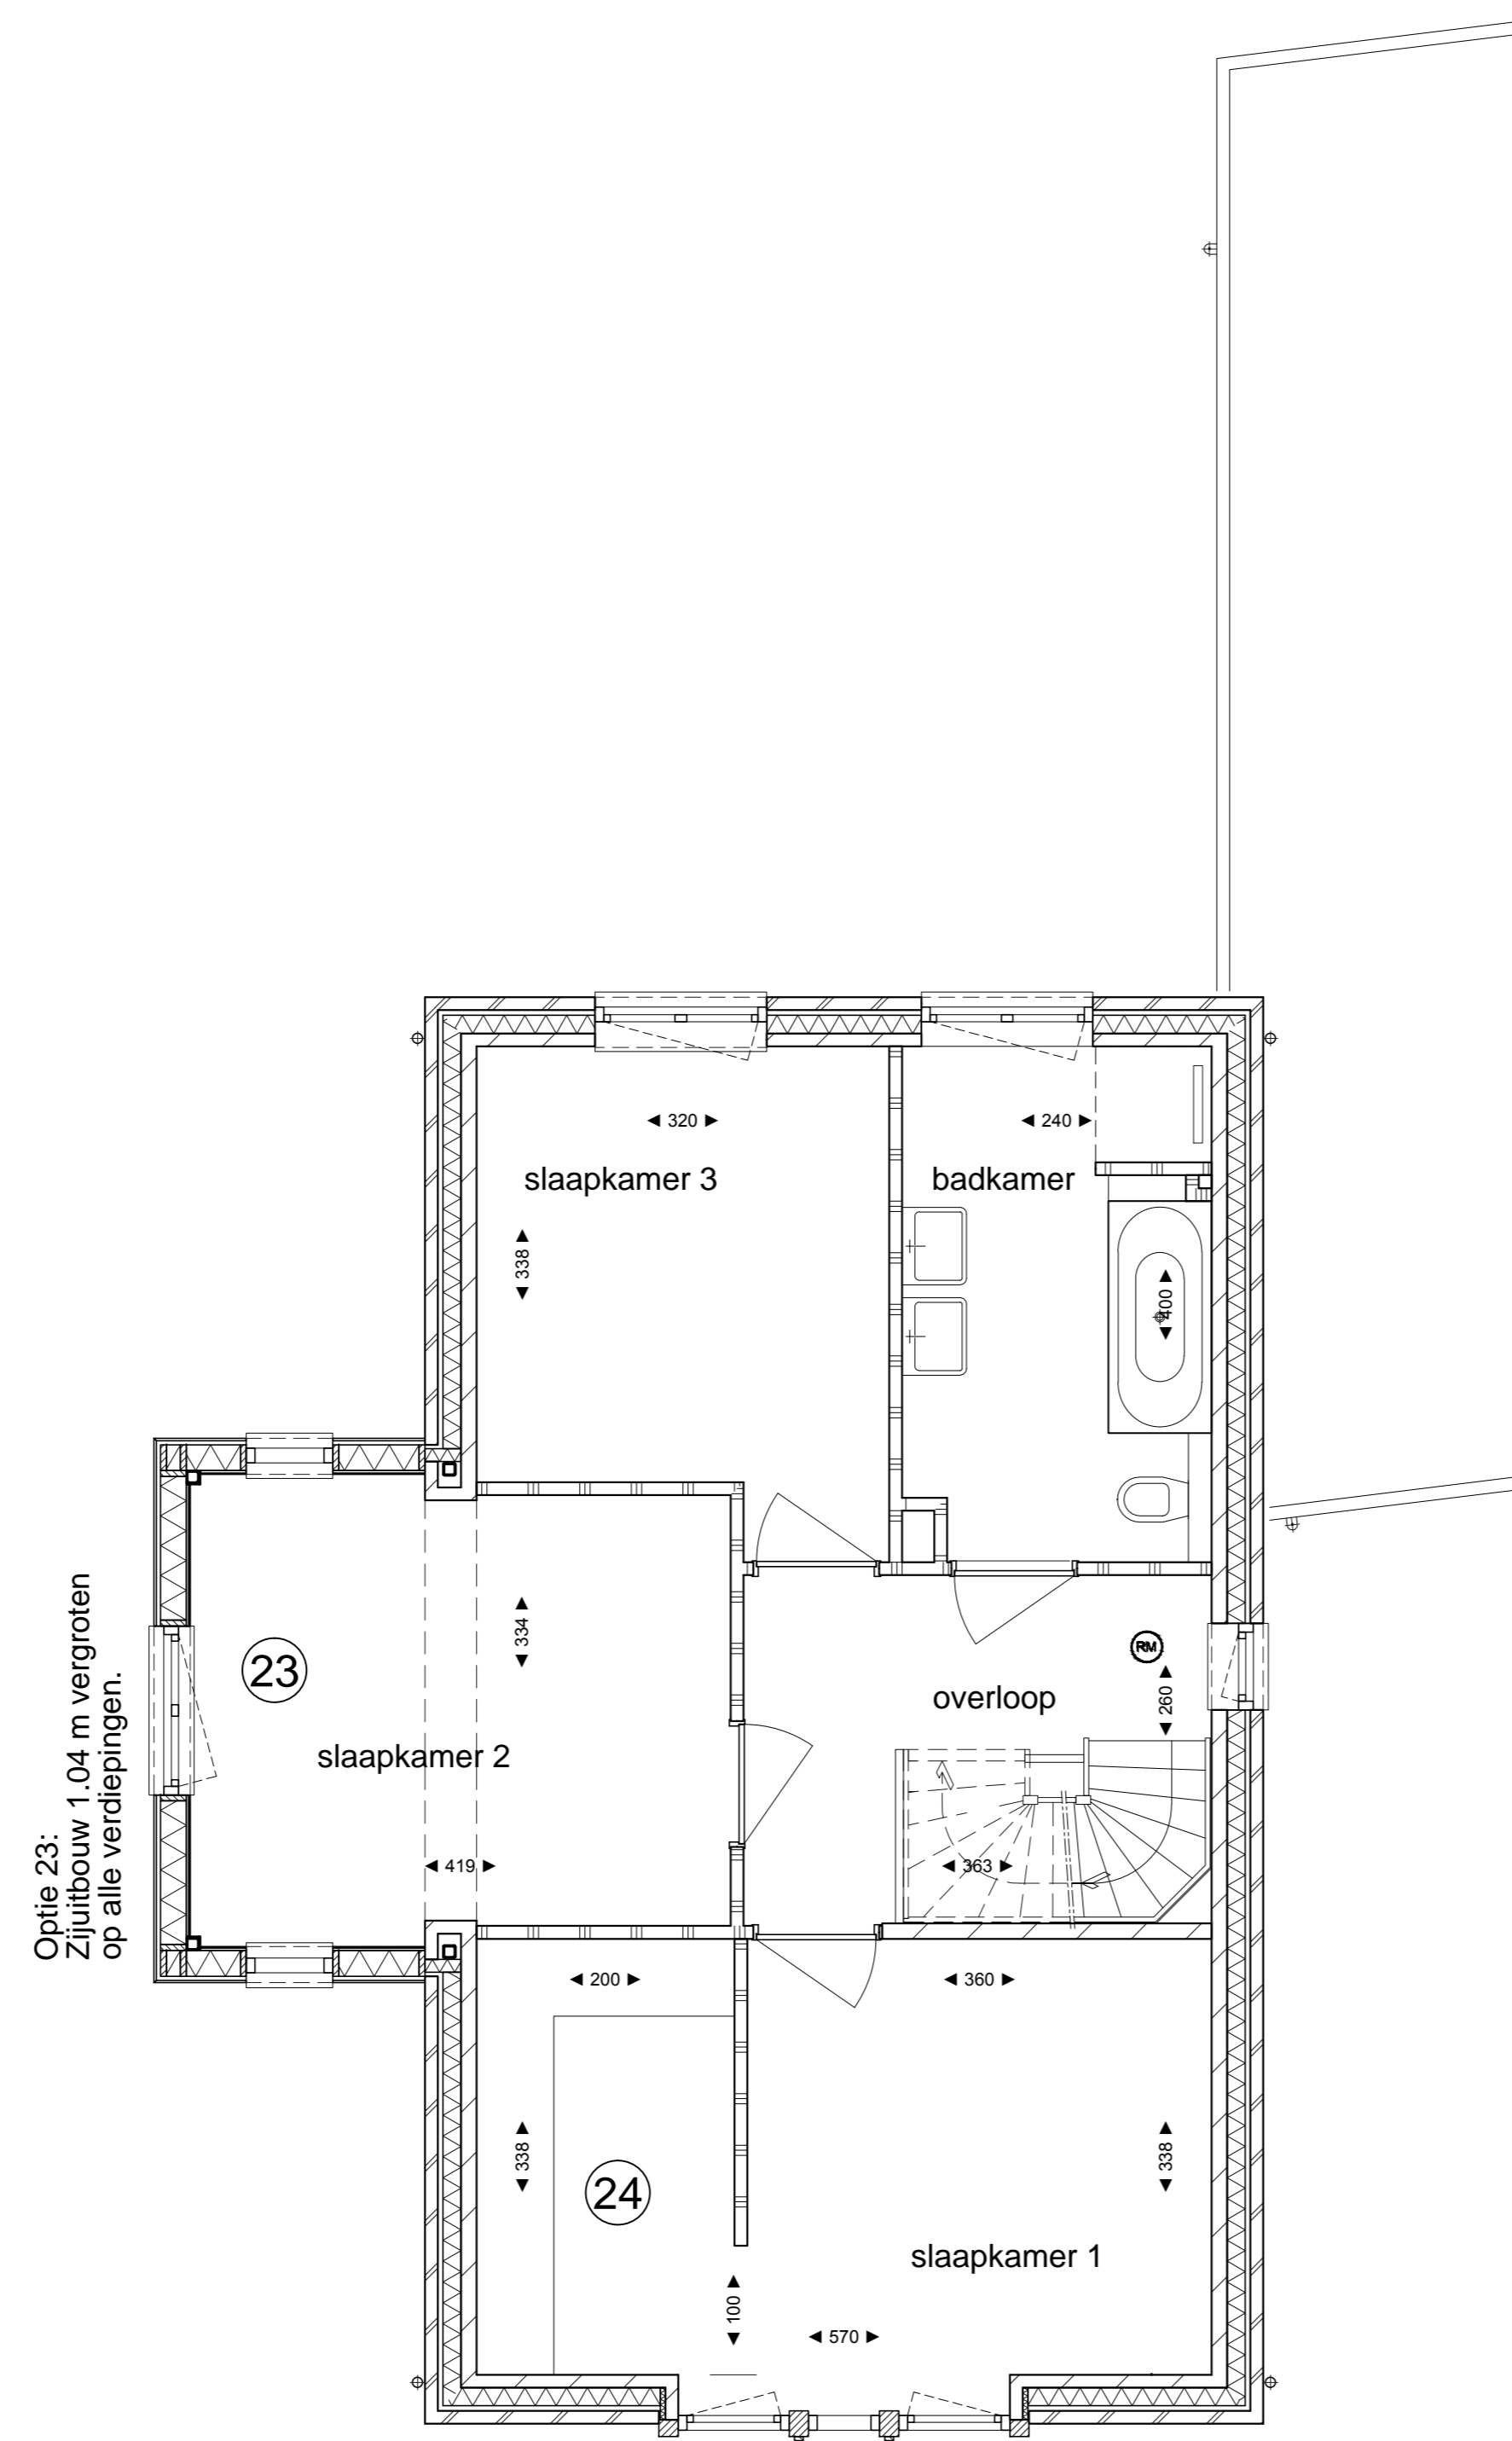 320
240
slaapkamer 3
badkamer
338
400
Optie 23:
Zijuitbouw 1.04 m vergroten
op alle verdiepingen.
334
23
RM
260
overloop
slaapkamer 2
419
363
200
360
338
338
24
slaapkamer 1
100
570